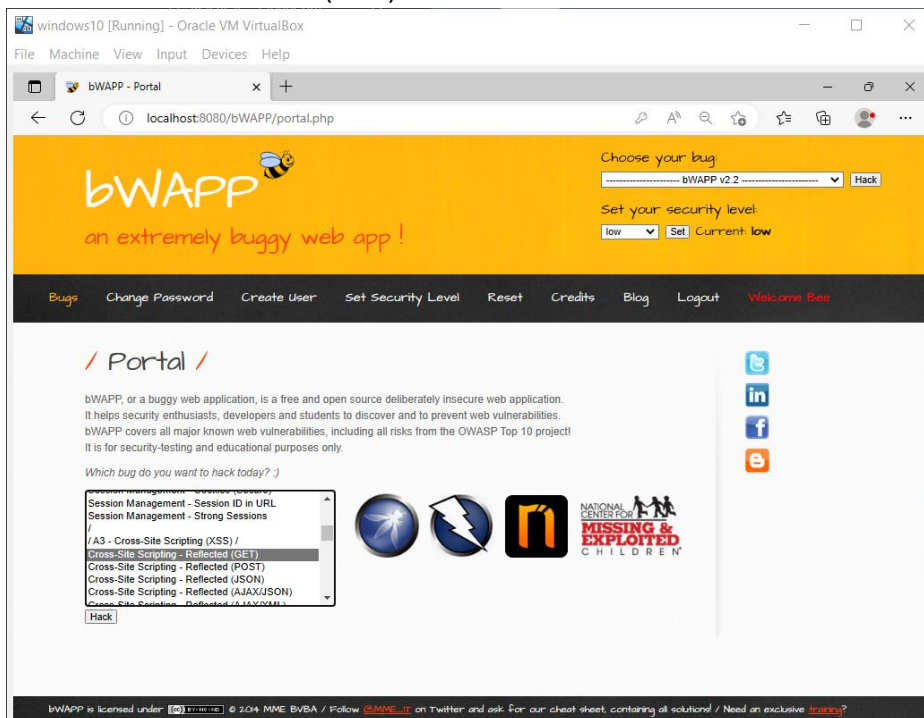 windows10 [Running] - Oracle VM VirtualBox
File Machine View Input Devices Help
bWAPP - Portal
localhost:8080/bWAPP/portal.php
bWAPP
an extremely buggy web app !
Choose your bug:
---------------------- bWAPP v2.2 ----------------------
Hack
Set your security level:
low Set Current: low
Bugs Change Password Create User Set Security Level Reset Credits Blog Logout Welcome Bee
/ Portal /
bWAPP, or a buggy web application, is a free and open source deliberately insecure web application.
It helps security enthusiasts, developers and students to discover and to prevent web vulnerabilities.
bWAPP covers all major known web vulnerabilities, including all risks from the OWASP Top 10 project!
It is for security-testing and educational purposes only.
Which bug do you want to hack today? :)
Session Management - Session ID in URL
Session Management - Strong Sessions
/
/ A3 - Cross-Site Scripting (XSS) /
Cross-Site Scripting - Reflected (GET)
Cross-Site Scripting - Reflected (POST)
Cross-Site Scripting - Reflected (JSON)
Cross-Site Scripting - Reflected (AJAX/JSON)
Cross-Site Scripting - Reflected (AJAX/XML)
Hack
NATIONAL
CENTER FOR
MISSING &
EXPLOITED
CHILDREN
bWAPP is licensed under © 2014 MME BVBA / Follow @MME_IT on Twitter and ask for our cheat sheet, containing all solutions! / Need an exclusive training?